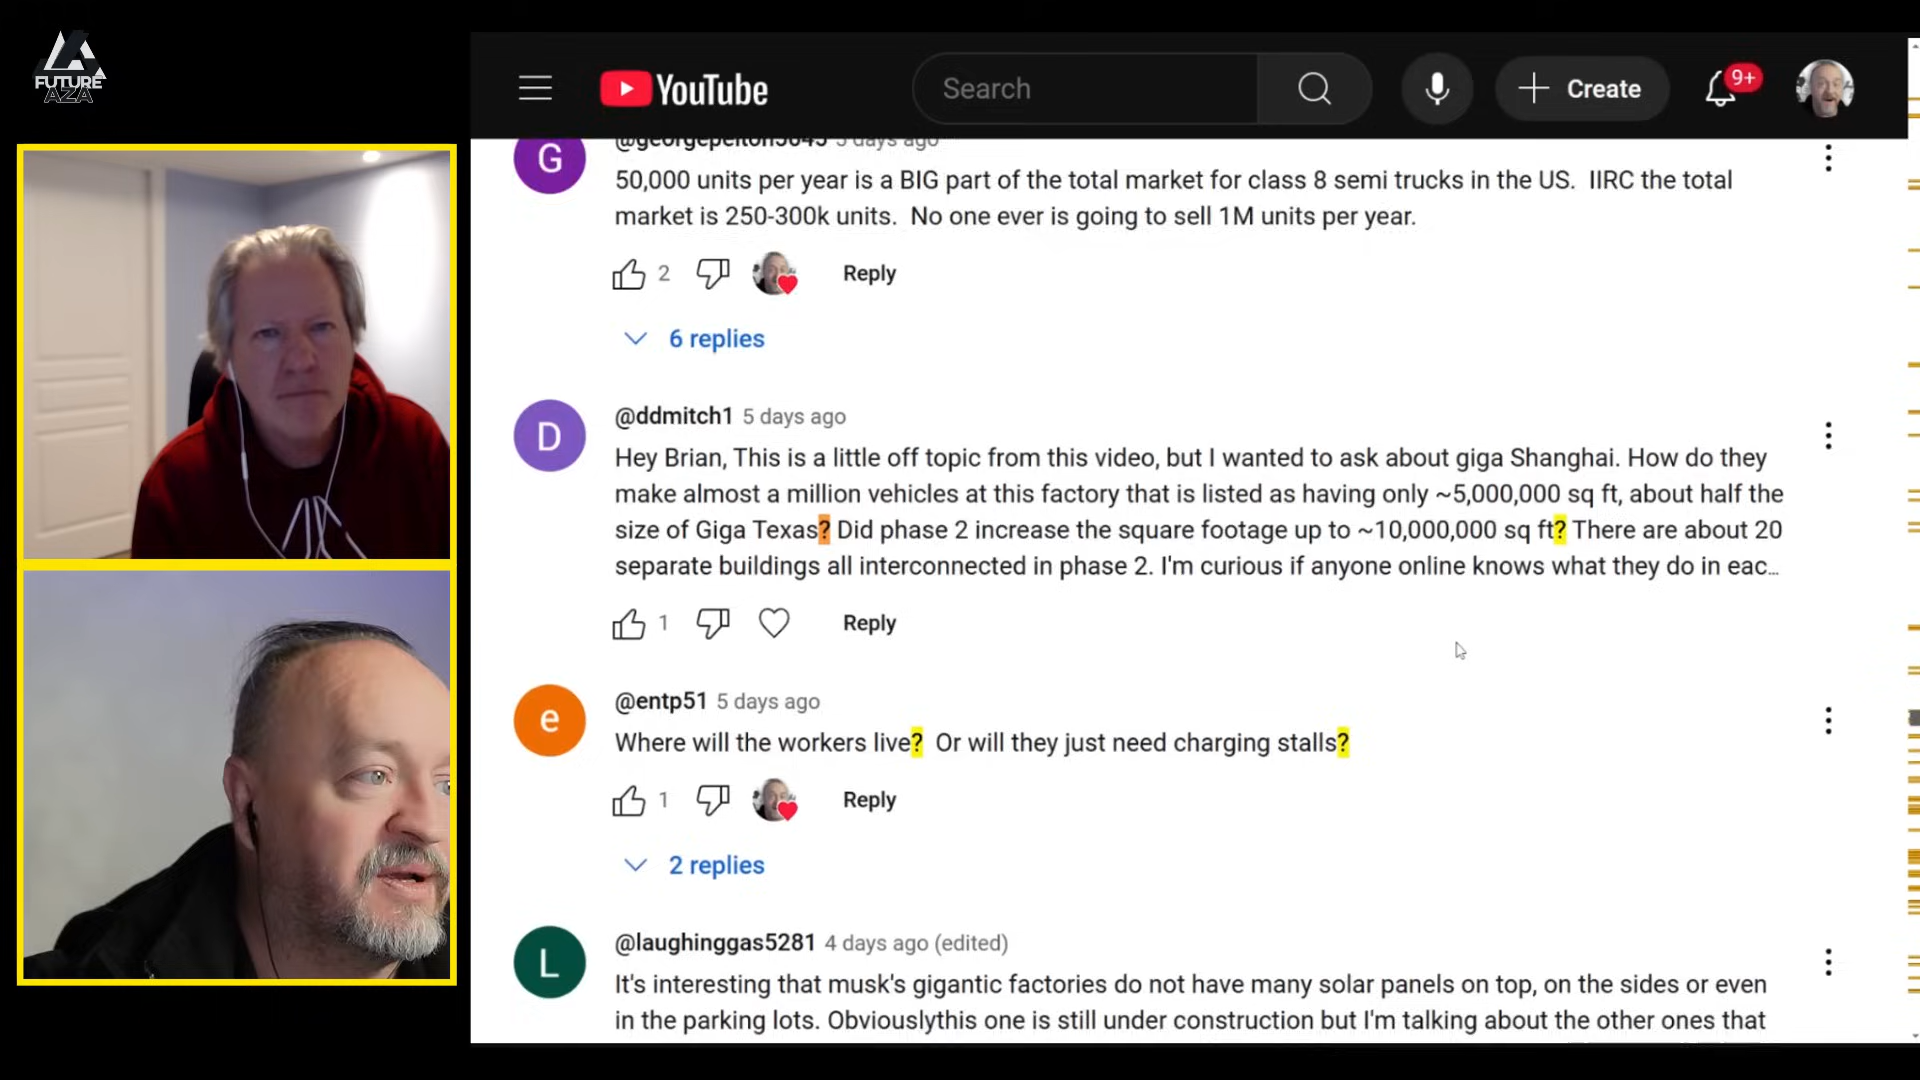 FUTURE
AZA
YouTube
Search
Create
9+
G
@georgepelton5645 5 days ago
50,000 units per year is a BIG part of the total market for class 8 semi trucks in the US. IIRC the total
market is 250-300k units. No one ever is going to sell 1M units per year.
2
Reply
6 replies
D
@ddmitch1 5 days ago
Hey Brian, This is a little off topic from this video, but I wanted to ask about giga Shanghai. How do they
make almost a million vehicles at this factory that is listed as having only ~5,000,000 sq ft, about half the
size of Giga Texas? Did phase 2 increase the square footage up to ~10,000,000 sq ft? There are about 20
separate buildings all interconnected in phase 2. I'm curious if anyone online knows what they do in eac…
1
Reply
e
@entp51 5 days ago
Where will the workers live? Or will they just need charging stalls?
1
Reply
2 replies
L
@laughinggas5281 4 days ago (edited)
It's interesting that musk's gigantic factories do not have many solar panels on top, on the sides or even
in the parking lots. Obviouslythis one is still under construction but I'm talking about the other ones that